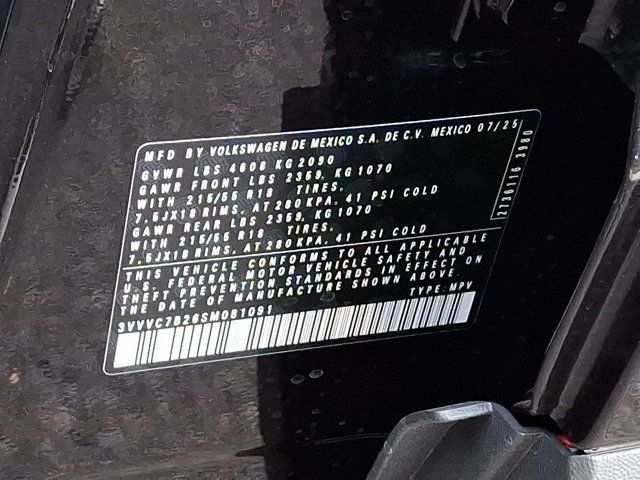 MFD BY VOLKSWAGEN DE MEXICO S.A. DE C.V. MEXICO 07/25
GVWR LBS 4608 KG 2090
GAWR FRONT LBS 2359, KG 1070
WITH 215/55 R18 TIRES,
7.5JX18 RIMS, AT 280 KPA, 41 PSI COLD
GAWR REAR LBS 2359, KG 1070
WITH 215/55 R18 TIRES,
7.5JX18 RIMS, AT 280 KPA, 41 PSI COLD
THIS VEHICLE CONFORMS TO ALL APPLICABLE
U.S. FEDERAL MOTOR VEHICLE SAFETY AND
THEFT PREVENTION STANDARDS IN EFFECT ON
THE DATE OF MANUFACTURE SHOWN ABOVE.
TYPE: MPV
3VVVC7B26SM081091
2736116 3980